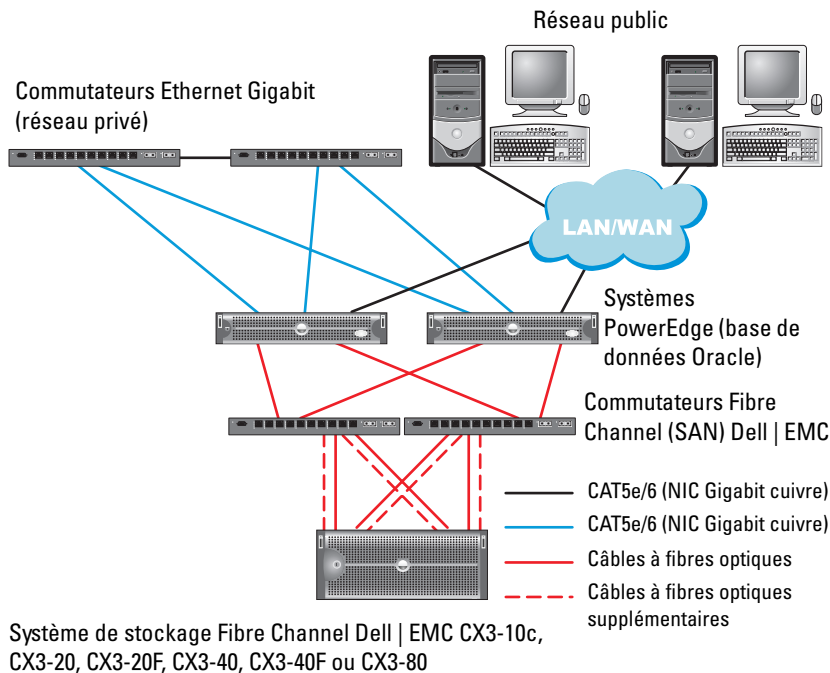 Réseau public
Commutateurs Ethernet Gigabit
(réseau privé)
LAN/WAN
Systèmes
PowerEdge (base de
données Oracle)
Commutateurs Fibre
Channel (SAN) Dell | EMC
CAT5e/6 (NIC Gigabit cuivre)
CAT5e/6 (NIC Gigabit cuivre)
Câbles à fibres optiques
Câbles à fibres optiques
supplémentaires
Système de stockage Fibre Channel Dell | EMC CX3-10c,
CX3-20, CX3-20F, CX3-40, CX3-40F ou CX3-80